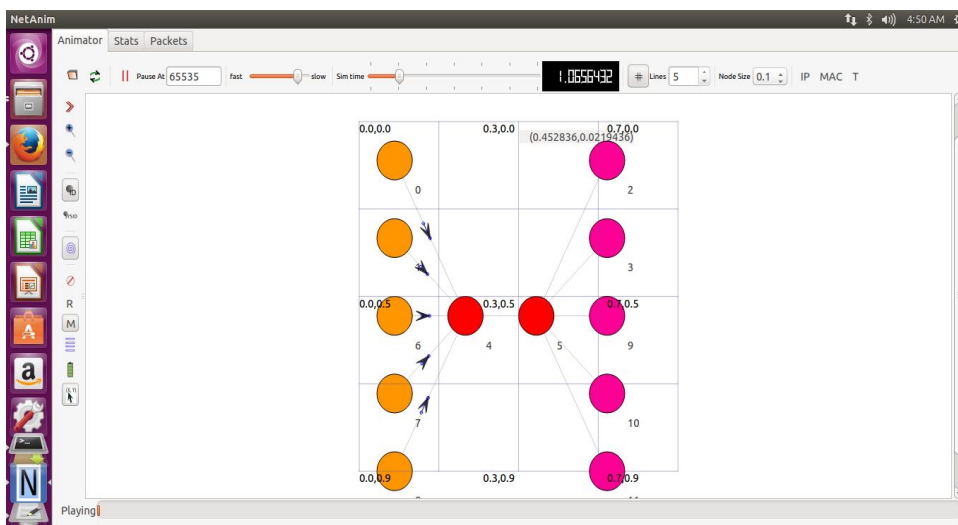 NetAnim
4:50 AM
Animator Stats Packets
Pause At 65535 fast slow Sim time 1.0656432 # Lines 5 Node Size 0.1 IP MAC T
0.0,0.0 0.3,0.0 0.7,0.0
(0.452836,0.0219436)
0 2
3
0.0,0.5 0.3,0.5 0.7,0.5
6 4 5 9
7 10
0.0,0.9 0.3,0.9 0.7,0.9
R
M
Playing